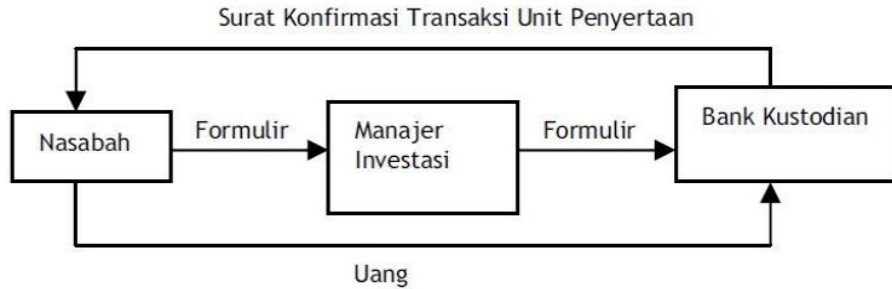 Surat Konfirmasi Transaksi Unit Penyertaan
Nasabah
Formulir
Manajer
Investasi
Formulir
Bank Kustodian
Uang